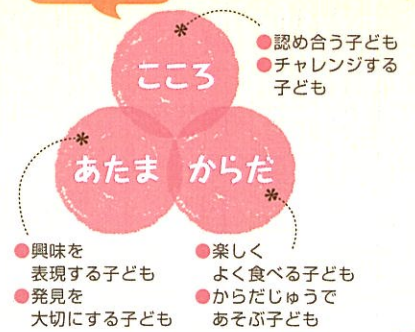 こころ
●認め合う子ども
●チャレンジする
子ども
あたま
からだ
●興味を
表現する子ども
●発見を
大切にする子ども
●楽しく
よく食べる子ども
●からだじゅうで
あそぶ子ども